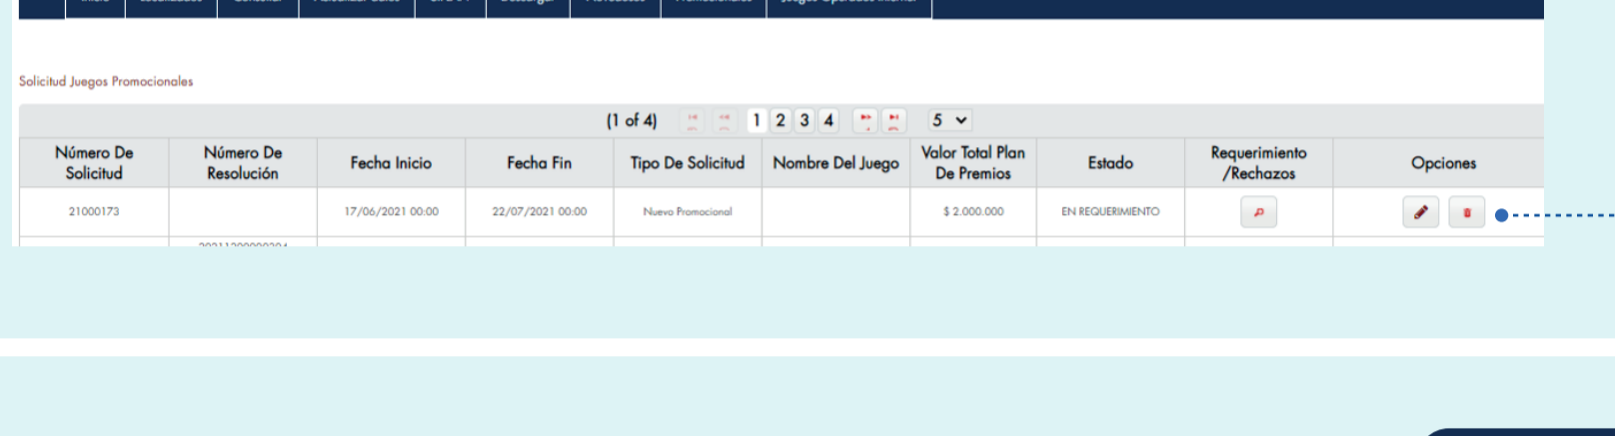 Solicitud Juegos Promocionales
(1 of 4) 1 2 3 4 5
Número De Solicitud Número De Resolución Fecha Inicio Fecha Fin Tipo De Solicitud Nombre Del Juego Valor Total Plan De Premios Estado Requerimiento /Rechazos Opciones
21000173 17/06/2021 00:00 22/07/2021 00:00 Nuevo Promocional $ 2.000.000 EN REQUERIMIENTO